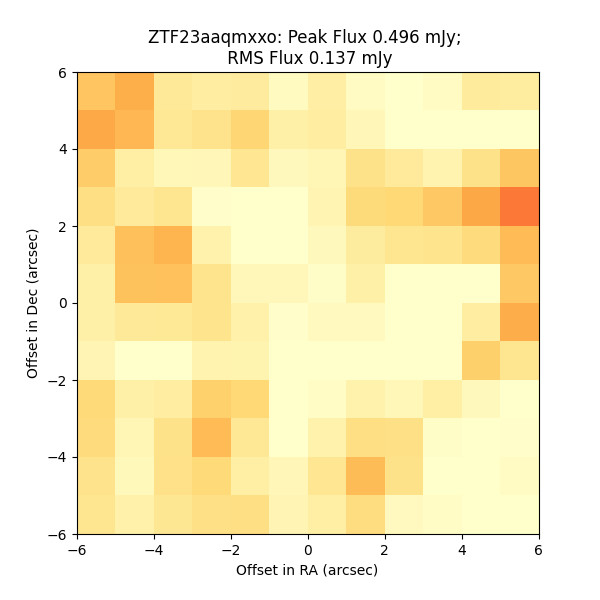 ZTF23aaqmxxo: Peak Flux 0.496 mJy;
RMS Flux 0.137 mJy
6
4
2
0
−2
−4
−6
Offset in Dec (arcsec)
−6 −4 −2 0 2 4 6
Offset in RA (arcsec)